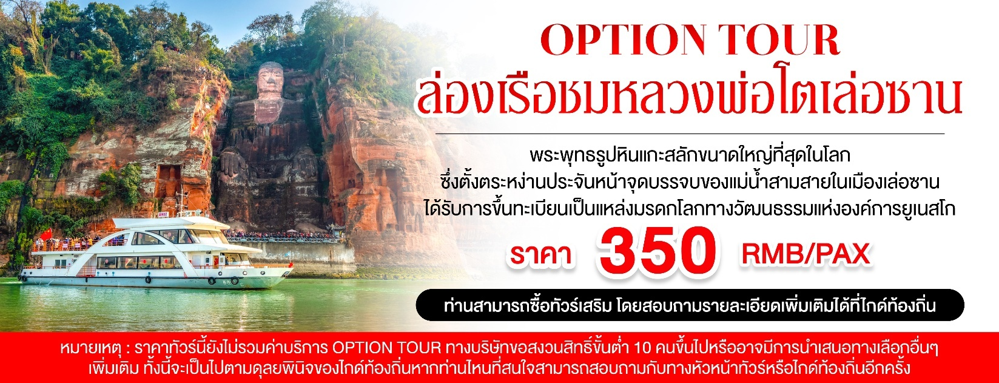 OPTION TOUR
ล่องเรือชมหลวงพ่อโตเล่อซาน
พระพุทธรูปหินแกะสลักขนาดใหญ่ที่สุดในโลก
ซึ่งตั้งตระหง่านประจันหน้าจุดบรรจบของแม่น้ำสามสายในเมืองเล่อซาน
ได้รับการขึ้นทะเบียนเป็นแหล่งมรดกโลกทางวัฒนธรรมแห่งองค์การยูเนสโก
ราคา 350 RMB/PAX
ท่านสามารถซื้อทัวร์เสริม โดยสอบถามรายละเอียดเพิ่มเติมได้ที่ไกด์ท้องถิ่น
หมายเหตุ : ราคาทัวร์นี้ยังไม่รวมค่าบริการ OPTION TOUR ทางบริษัทขอสงวนสิทธิ์ขั้นต่ำ 10 คนขึ้นไปหรืออาจมีการนำเสนอทางเลือกอื่นๆ
เพิ่มเติม ทั้งนี้จะเป็นไปตามดุลยพินิจของไกด์ท้องถิ่นหากท่านไหนที่สนใจสามารถสอบถามกับทางหัวหน้าทัวร์หรือไกด์ท้องถิ่นอีกครั้ง